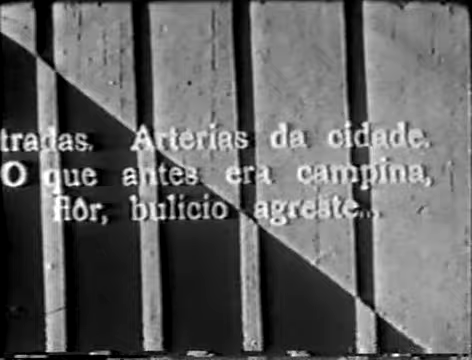 tradas. Arterias da cidade.
O que antes era campina,
flôr, bulicio agreste...